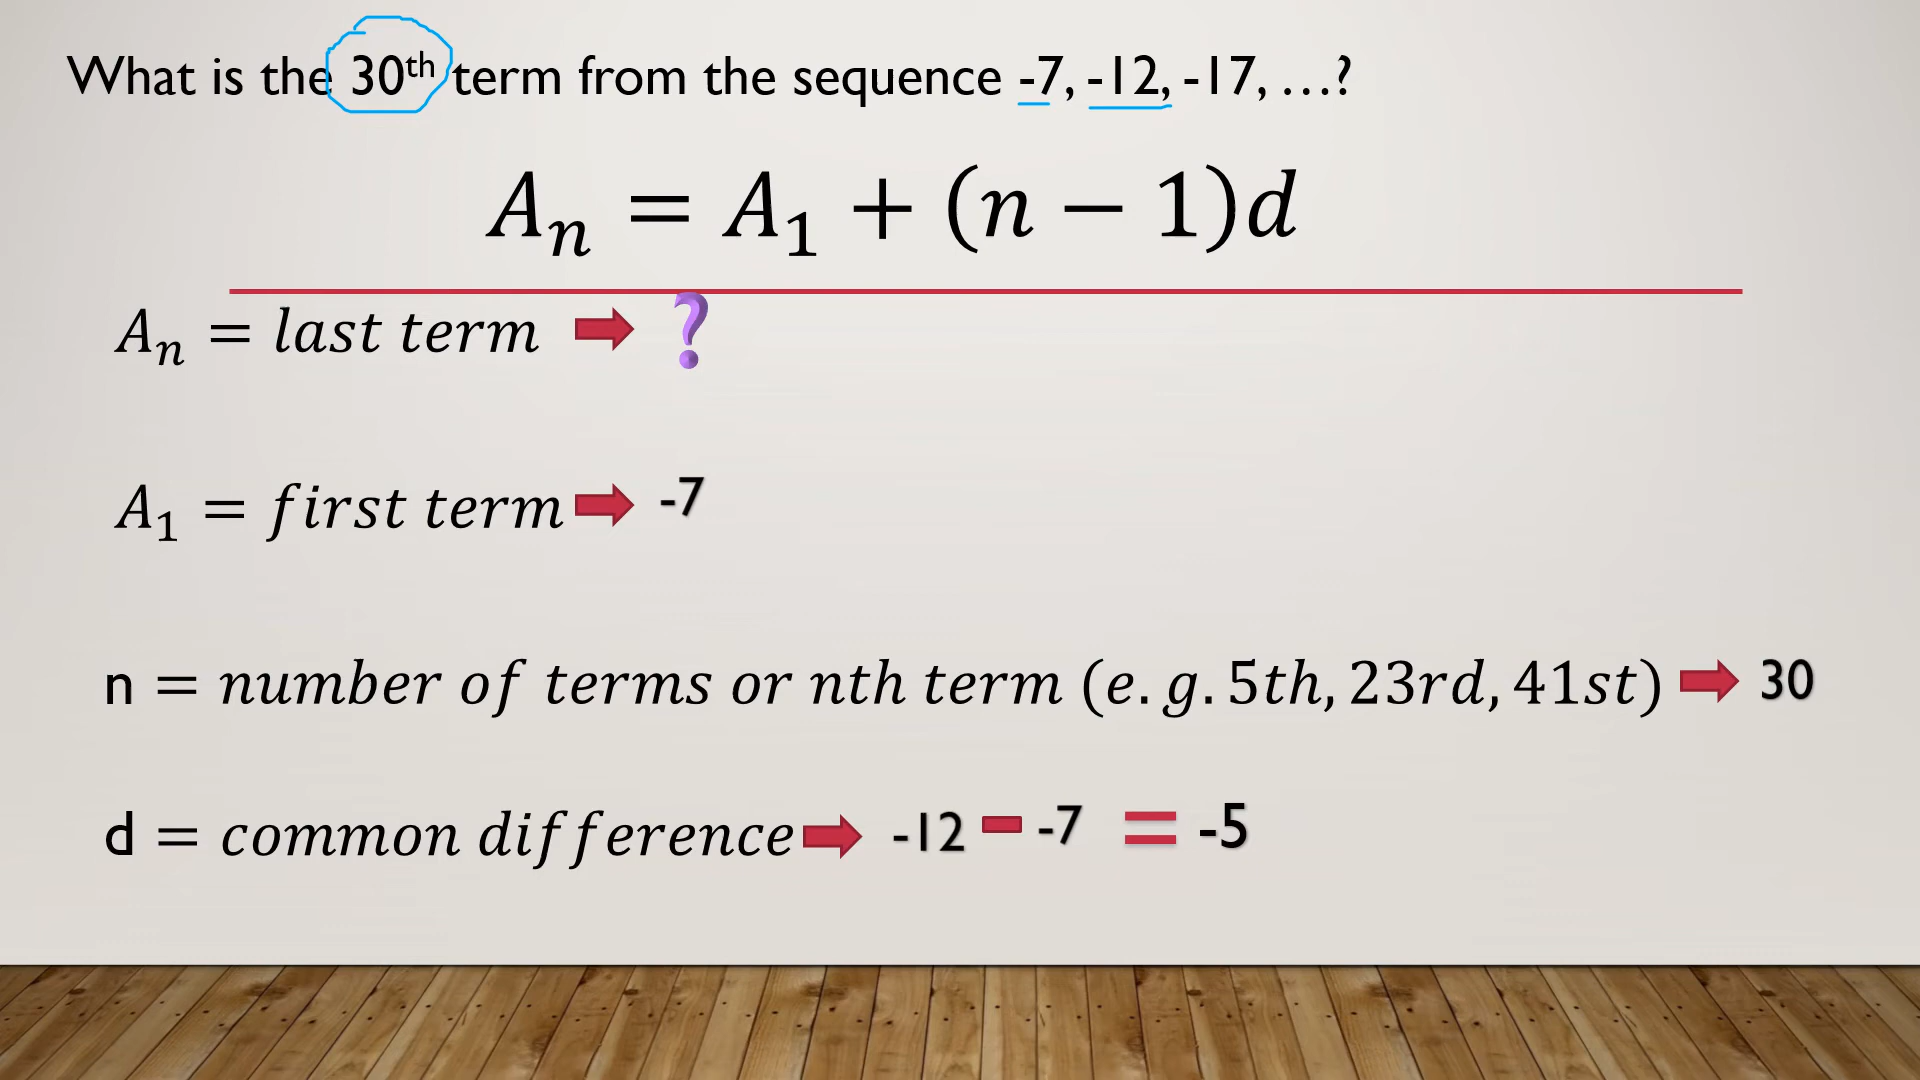 What is the 30th term from the sequence -7, -12, -17, …?
Aₙ = A₁ + (n − 1)d
Aₙ = last term ?
A₁ = first term -7
n = number of terms or nth term (e.g. 5th, 23rd, 41st) 30
d = common difference -12 - -7 = -5